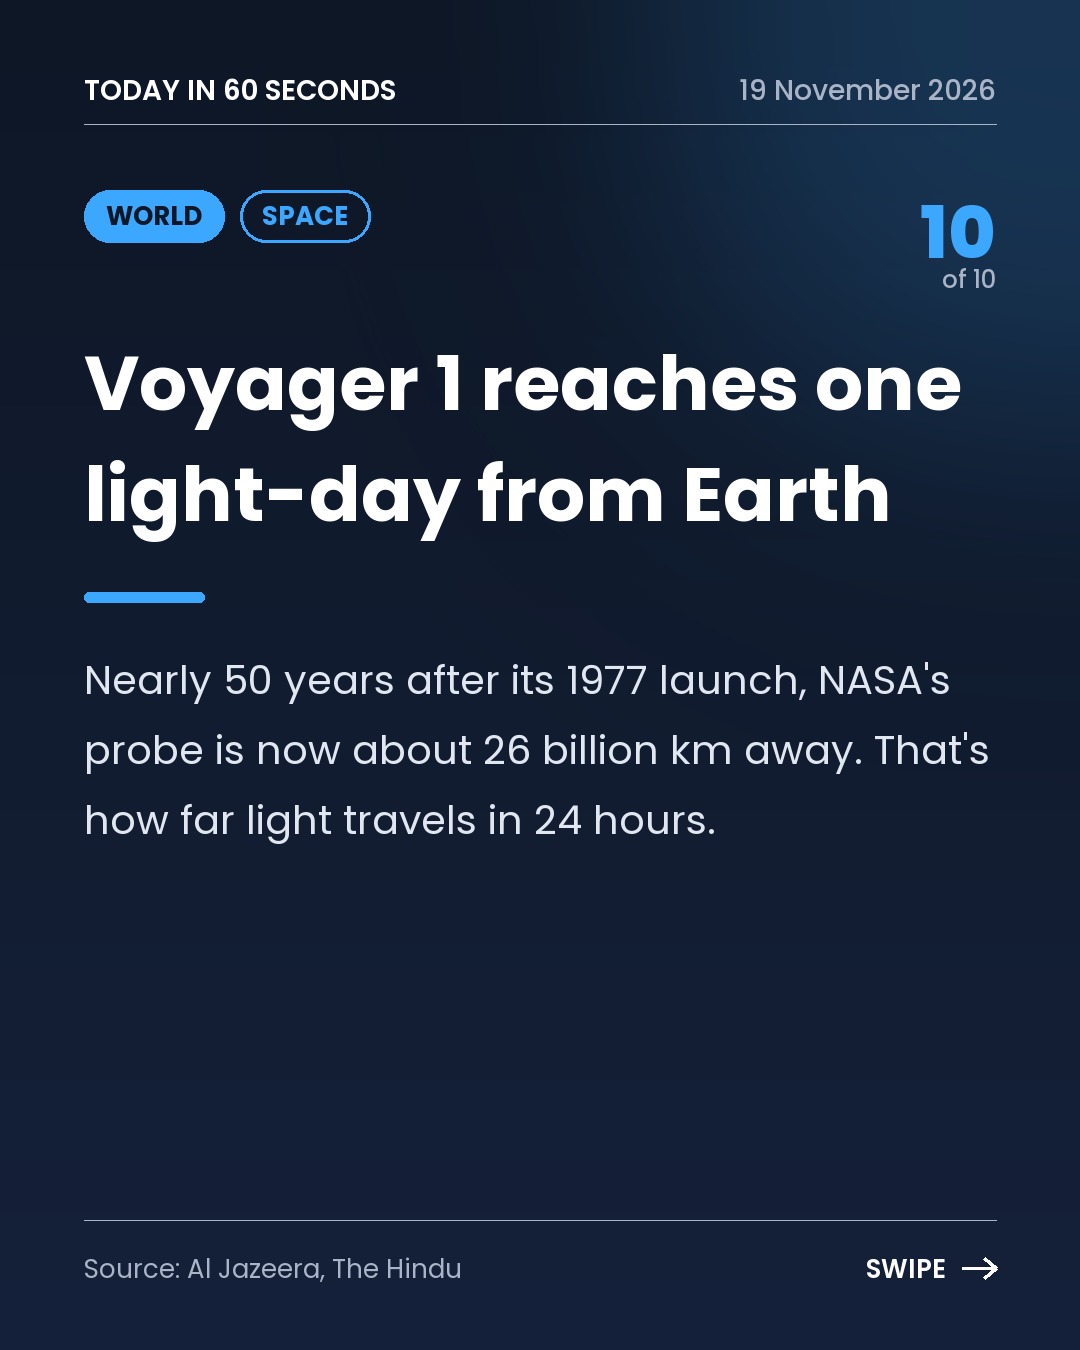 TODAY IN 60 SECONDS
19 November 2026
WORLD
SPACE
10
of 10
Voyager 1 reaches one
light-day from Earth
Nearly 50 years after its 1977 launch, NASA's
probe is now about 26 billion km away. That's
how far light travels in 24 hours.
Source: Al Jazeera, The Hindu
SWIPE →